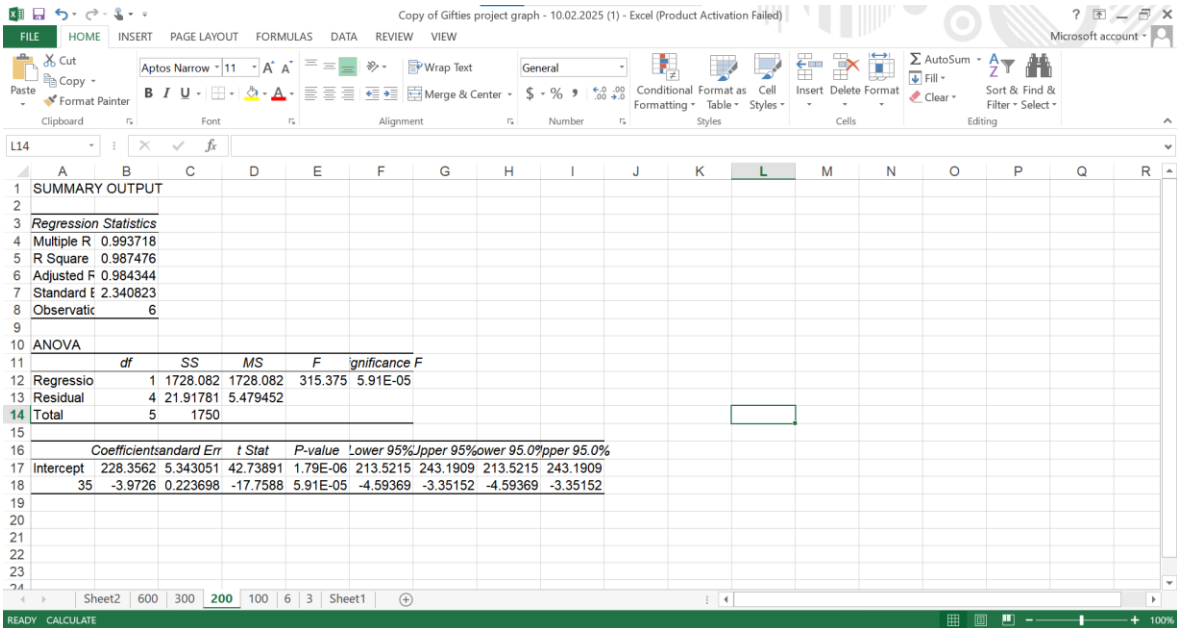 Copy of Gifties project graph - 10.02.2025 (1) - Excel (Product Activation Failed)
FILE HOME INSERT PAGE LAYOUT FORMULAS DATA REVIEW VIEW Microsoft account
Paste Cut Copy Format Painter Clipboard
Aptos Narrow 11 B I U Font
Wrap Text Merge & Center Alignment
General $ % , Number
Conditional Formatting Format as Table Cell Styles Styles
Insert Delete Format Cells
AutoSum Fill Clear Sort & Filter Find & Select Editing
L14 fx
A B C D E F G H I J K L M N O P Q R
1 SUMMARY OUTPUT
2
3 Regression Statistics
4 Multiple R 0.993718
5 R Square 0.987476
6 Adjusted R 0.984344
7 Standard E 2.340823
8 Observatio 6
9
10 ANOVA
11 df SS MS F ignificance F
12 Regressio 1 1728.082 1728.082 315.375 5.91E-05
13 Residual 4 21.91781 5.479452
14 Total 5 1750
15
16 Coefficients andard Err t Stat P-value Lower 95% Upper 95% ower 95.0% pper 95.0%
17 Intercept 228.3562 5.343051 42.73891 1.79E-06 213.5215 243.1909 213.5215 243.1909
18 35 -3.9726 0.223698 -17.7588 5.91E-05 -4.59369 -3.35152 -4.59369 -3.35152
19
20
21
22
23
24
Sheet2 600 300 200 100 6 3 Sheet1
READY CALCULATE 100%